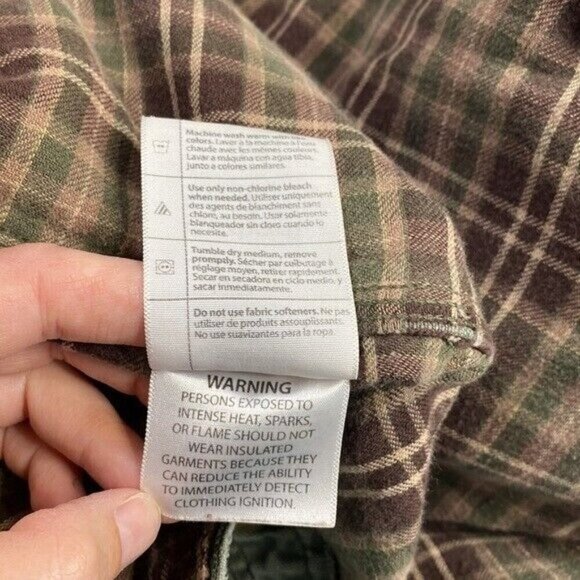 Machine wash warm with
colors. Lavar à la machine à l'eau
chaude avec les mêmes couleurs.
Lavar a máquina con agua tibia,
junto a colores similares.
Use only non-chlorine bleach
when needed. Utiliser uniquement
des agents de blanchiment sans
chlore, au besoin. Usar solamente
blanqueador sin cloro cuando lo
necesite.
Tumble dry medium, remove
promptly. Sécher par culbutage à
réglage moyen, retirer rapidement.
Secar en secadora en ciclo medio, y
sacar inmediatamente.
Do not use fabric softeners. Ne pas
utiliser de produits assouplissants.
No use suavizantes para la ropa.
WARNING
PERSONS EXPOSED TO
INTENSE HEAT, SPARKS,
OR FLAME SHOULD NOT
WEAR INSULATED
GARMENTS BECAUSE THEY
CAN REDUCE THE ABILITY
TO IMMEDIATELY DETECT
CLOTHING IGNITION.